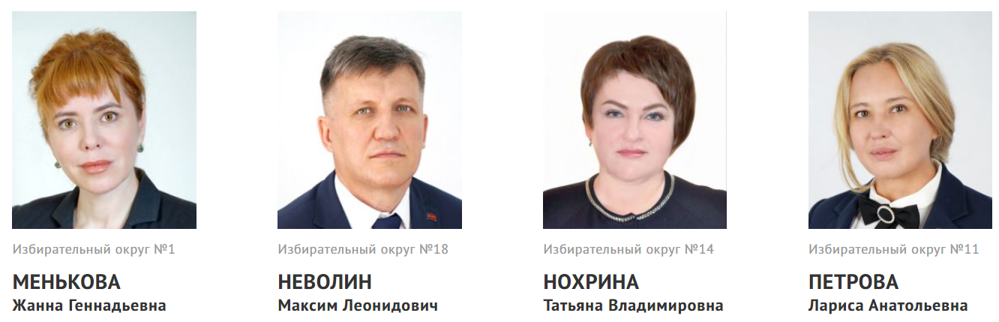 Избирательный округ №1
МЕНЬКОВА
Жанна Геннадьевна
Избирательный округ №18
НЕВОЛИН
Максим Леонидович
Избирательный округ №14
НОХРИНА
Татьяна Владимировна
Избирательный округ №11
ПЕТРОВА
Лариса Анатольевна